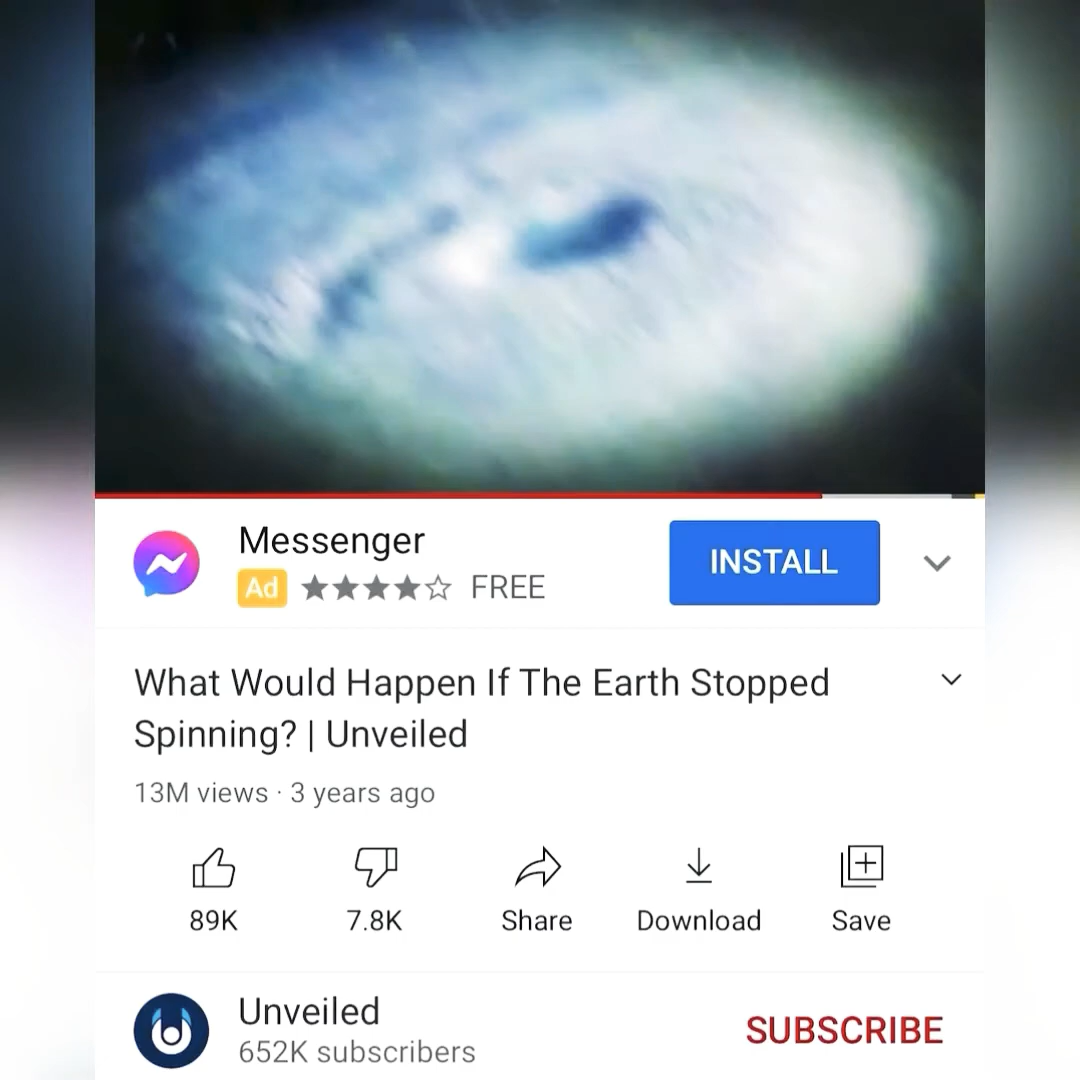 Messenger
Ad ★★★★☆ FREE
INSTALL
What Would Happen If The Earth Stopped
Spinning? | Unveiled
13M views · 3 years ago
89K
7.8K
Share
Download
Save
Unveiled
652K subscribers
SUBSCRIBE